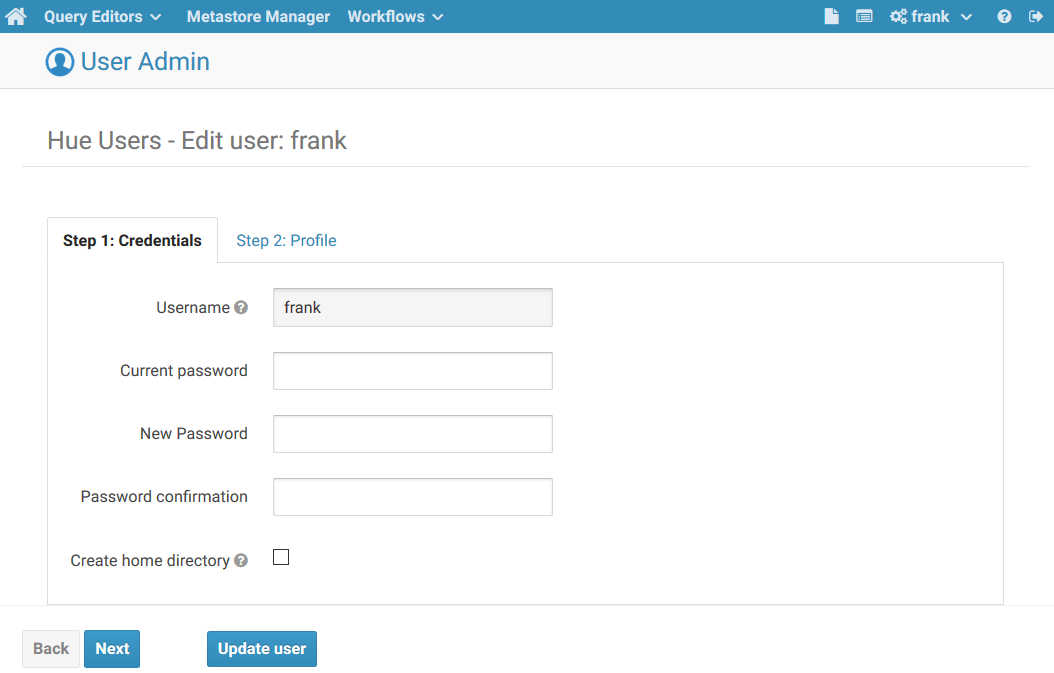 Query Editors Metastore Manager Workflows frank
User Admin
Hue Users - Edit user: frank
Step 1: Credentials Step 2: Profile
Username frank
Current password
New Password
Password confirmation
Create home directory
Back Next Update user